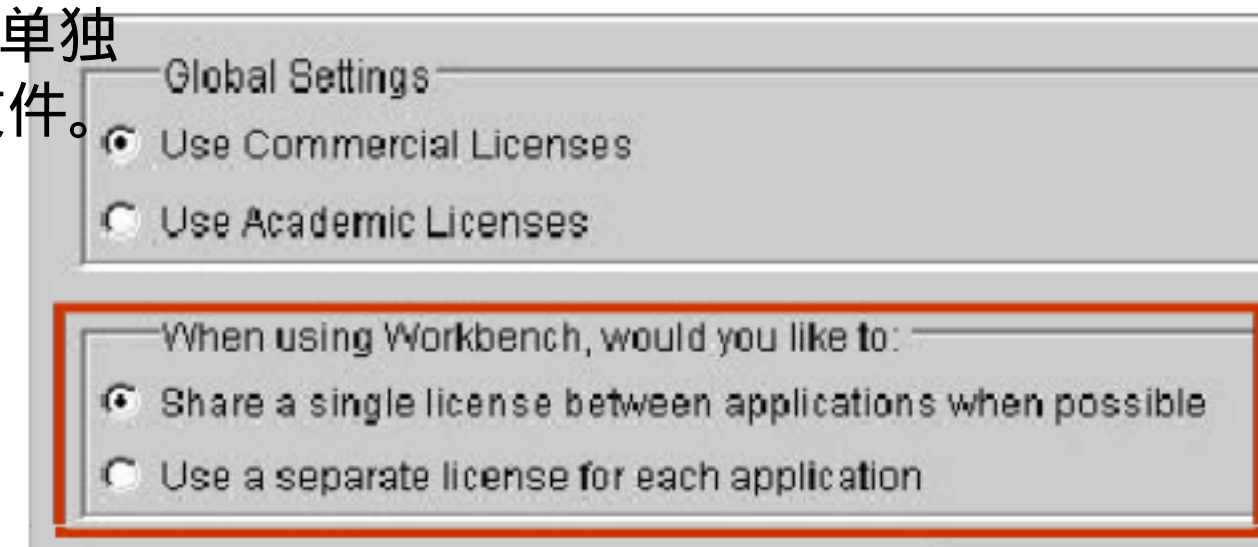 单独
文件。
Global Settings
Use Commercial Licenses
Use Academic Licenses
When using Workbench, would you like to:
Share a single license between applications when possible
Use a separate license for each application